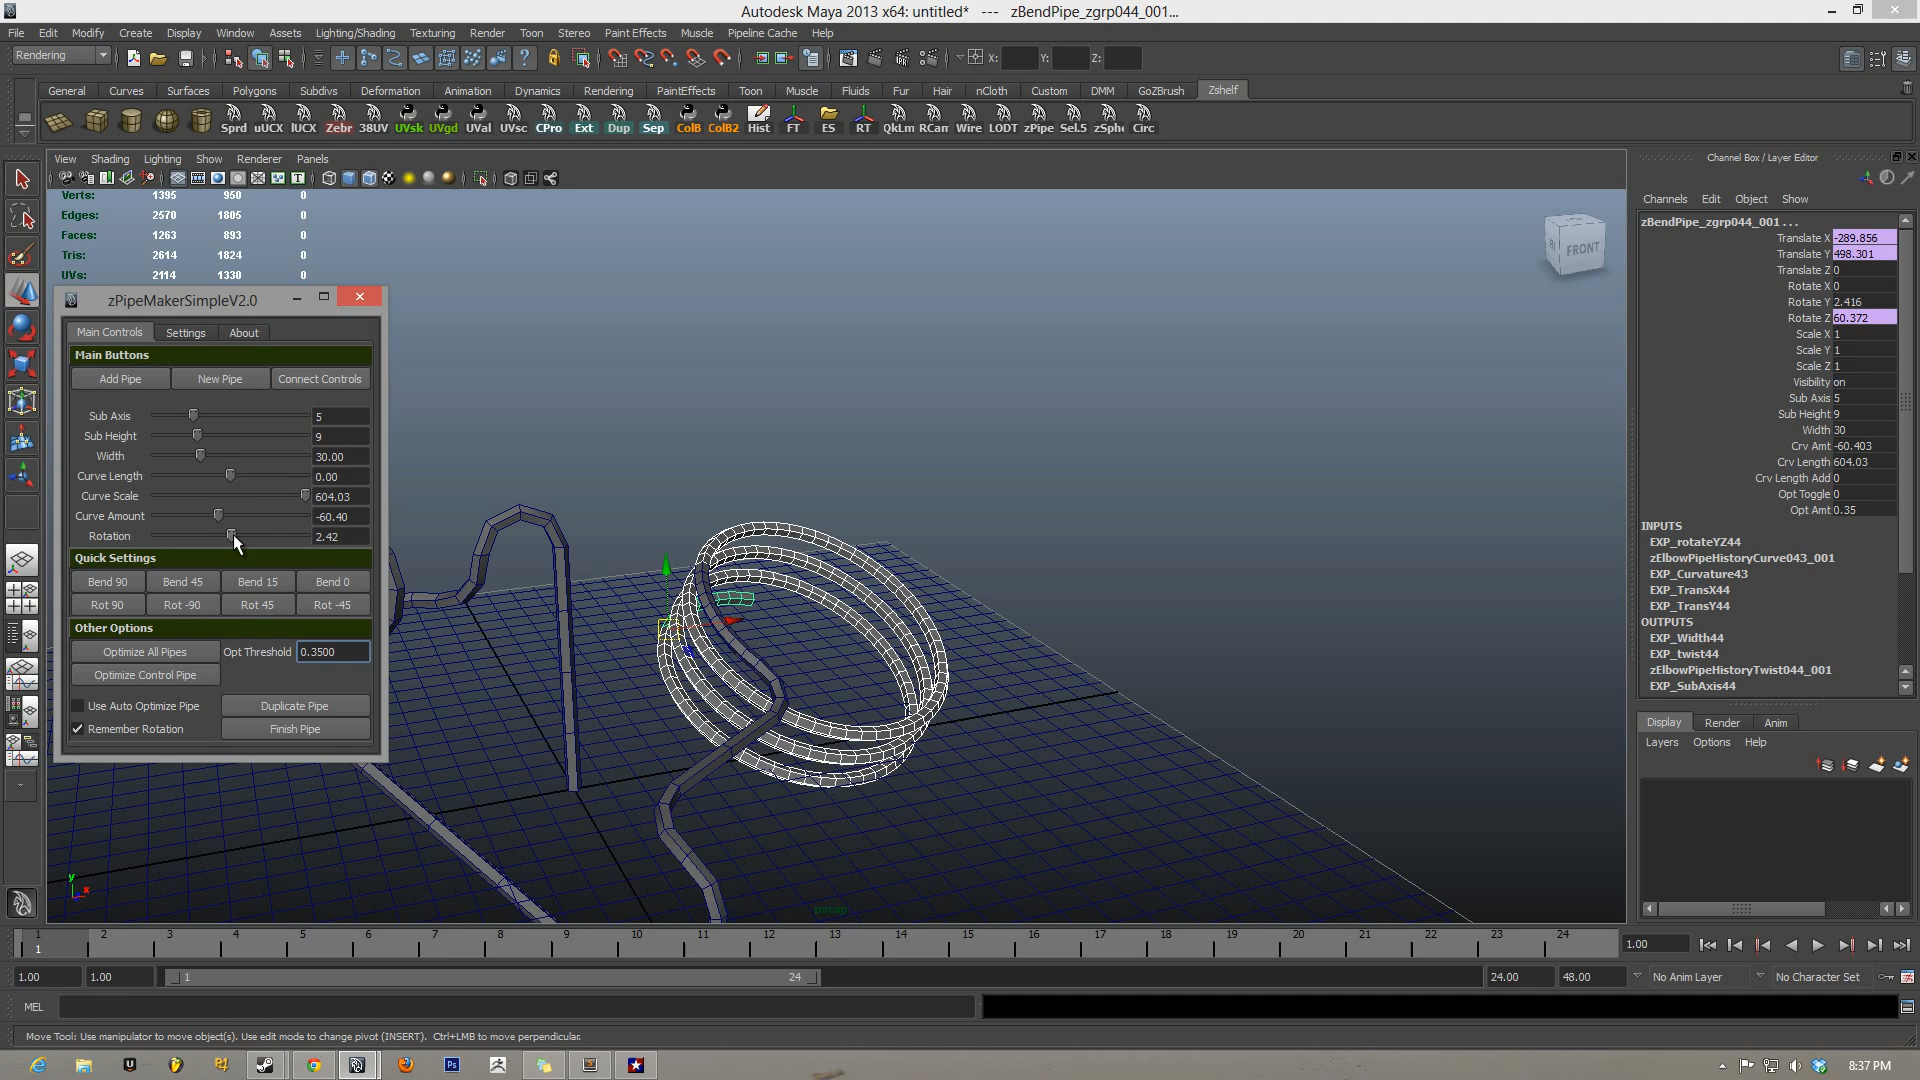 Autodesk Maya 2013 x64: untitled* --- zBendPipe_zgrp044_001...
File Edit Modify Create Display Window Assets Lighting/Shading Texturing Render Toon Stereo Paint Effects Muscle Pipeline Cache Help
Rendering X: Y: Z:
General Curves Surfaces Polygons Subdivs Deformation Animation Dynamics Rendering PaintEffects Toon Muscle Fluids Fur Hair nCloth Custom DMM GoZBrush Zshelf
Sprd uUCX lUCX Zebr 38UV UVsk UVgd UVal UVsc CPro Ext Dup Sep ColB ColB2 Hist FT ES RT QkLm RCam Wire LODT zPipe Sel.5 zSphe Circ
View Shading Lighting Show Renderer Panels
Verts: 1395 950 0
Edges: 2570 1805 0
Faces: 1263 893 0
Tris: 2614 1824 0
UVs: 2114 1330 0
FRONT
zPipeMakerSimpleV2.0
Main Controls Settings About
Main Buttons
Add Pipe New Pipe Connect Controls
Sub Axis 5
Sub Height 9
Width 30.00
Curve Length 0.00
Curve Scale 604.03
Curve Amount -60.40
Rotation 2.42
Quick Settings
Bend 90 Bend 45 Bend 15 Bend 0
Rot 90 Rot -90 Rot 45 Rot -45
Other Options
Optimize All Pipes Opt Threshold 0.3500
Optimize Control Pipe
Use Auto Optimize Pipe Duplicate Pipe
Remember Rotation Finish Pipe
y
x
persp
Channel Box / Layer Editor
Channels Edit Object Show
zBendPipe_zgrp044_001 . . .
Translate X -289.856
Translate Y 498.301
Translate Z 0
Rotate X 0
Rotate Y 2.416
Rotate Z 60.372
Scale X 1
Scale Y 1
Scale Z 1
Visibility on
Sub Axis 5
Sub Height 9
Width 30
Crv Amt -60.403
Crv Length 604.03
Crv Length Add 0
Opt Toggle 0
Opt Amt 0.35
INPUTS
EXP_rotateYZ44
zElbowPipeHistoryCurve043_001
EXP_Curvature43
EXP_TransX44
EXP_TransY44
OUTPUTS
EXP_Width44
EXP_twist44
zElbowPipeHistoryTwist044_001
EXP_SubAxis44
Display Render Anim
Layers Options Help
1 2 3 4 5 6 7 8 9 10 11 12 13 14 15 16 17 18 19 20 21 22 23 24
1 1.00
1.00 1.00 1 24 24.00 48.00 No Anim Layer No Character Set
MEL
Move Tool: Use manipulator to move object(s). Use edit mode to change pivot (INSERT). Ctrl+LMB to move perpendicular.
Ps
8:37 PM